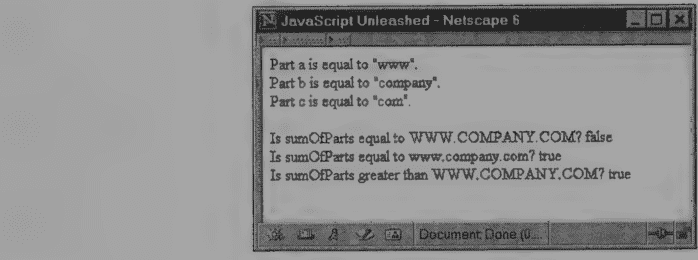 JavaScript Unleashed - Netscape 6
Part a is equal to "www".
Part b is equal to "company".
Part c is equal to "com".
Is sumOfParts equal to WWW.COMPANY.COM? false
Is sumOfParts equal to www.company.com? true
Is sumOfParts greater than WWW.COMPANY.COM? true
Document: Done (0...